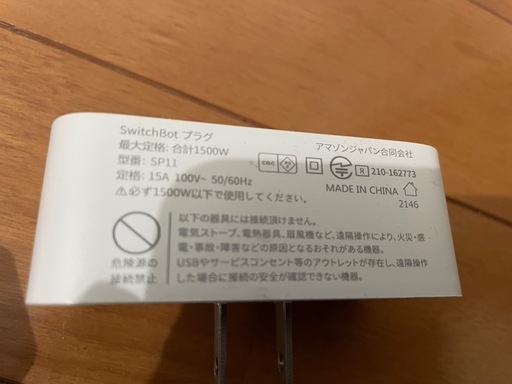 SwitchBot プラグ
最大定格: 合計1500W
型番: SP11
定格: 15A 100V~ 50/60Hz
⚠必ず1500W以下で使用してください。
アマゾンジャパン合同会社
R 210-162773
MADE IN CHINA
2146
以下の器具には接続頂けません。
電気ストーブ、電熱器具、扇風機など、遠隔操作により、火災・感
電・事故・障害などの原因となるおそれがある機器。
USBやサービスコンセント等のアウトレットが存在し、遠隔操作
した場合に接続の安全が確認できない機器。
危険源の
接続禁止